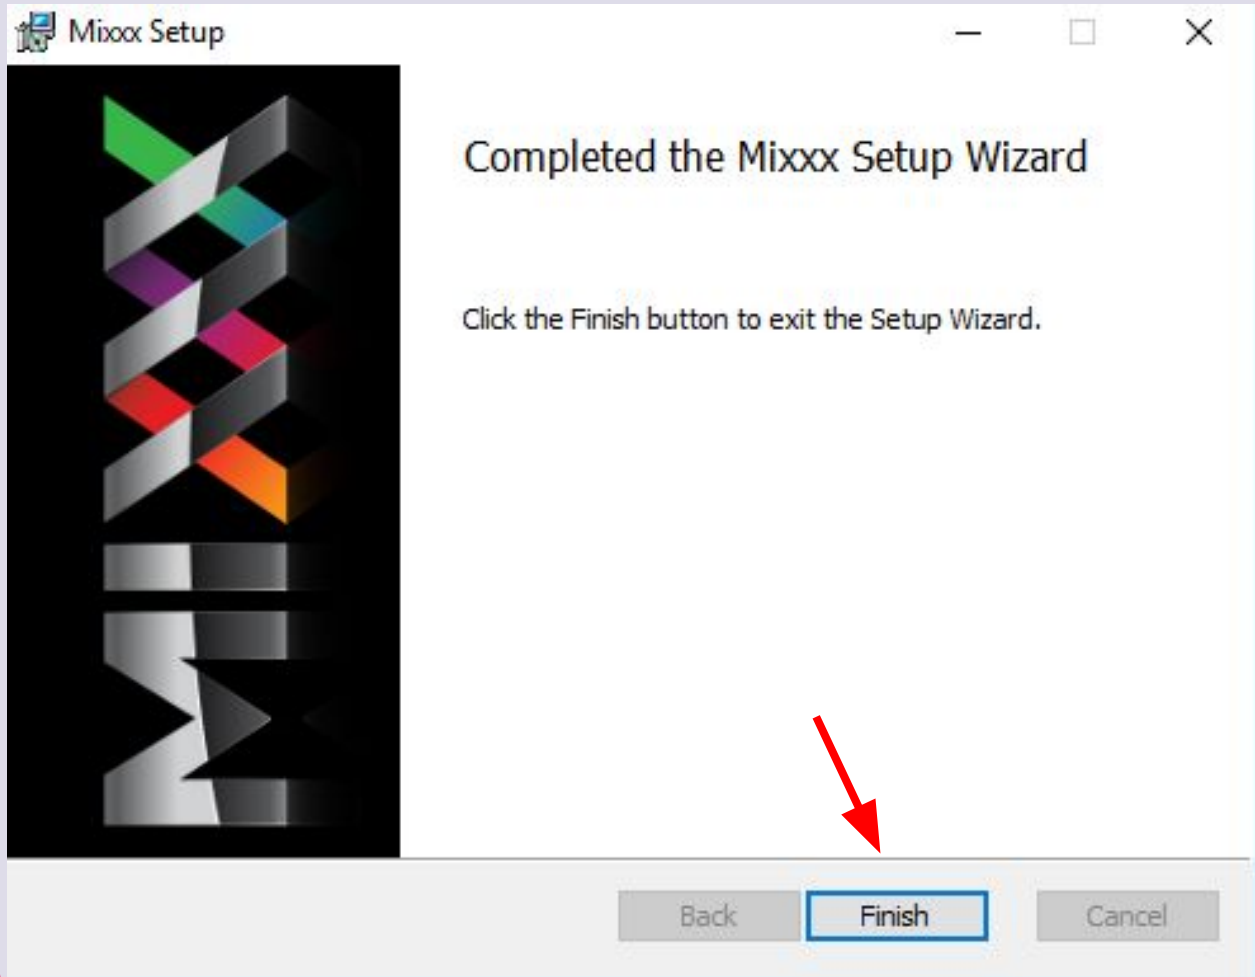 Mixxx Setup
Completed the Mixxx Setup Wizard
Click the Finish button to exit the Setup Wizard.
MIXXX
Back
Finish
Cancel